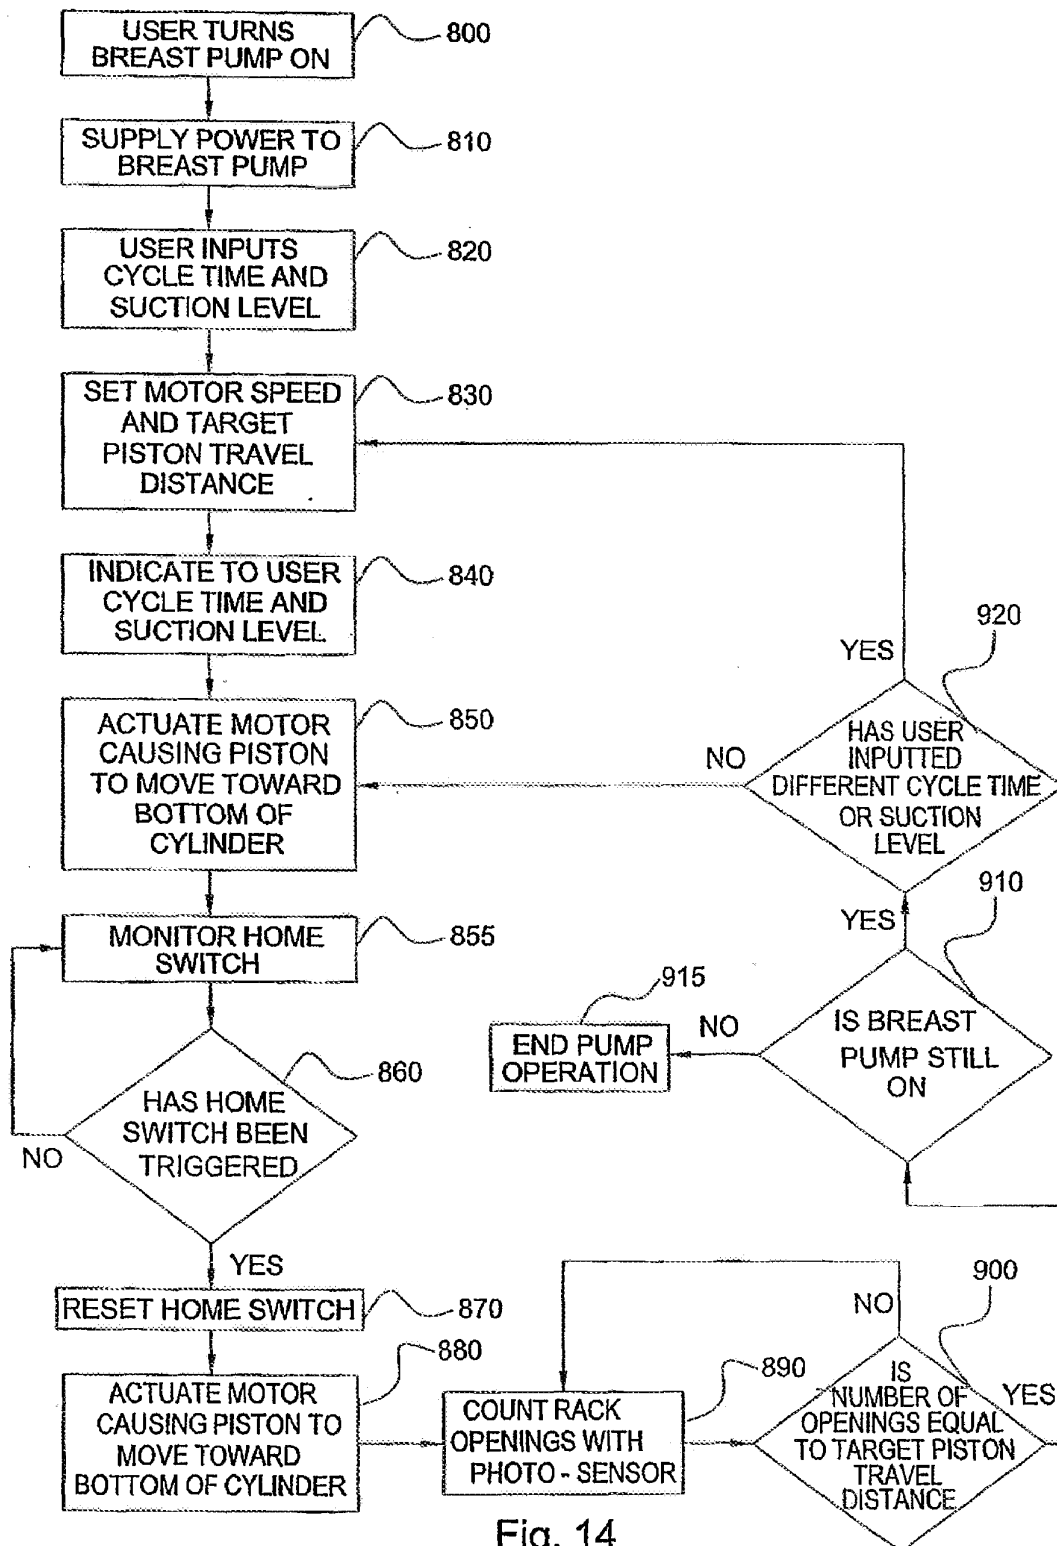 USER TURNS
BREAST PUMP ON
800
SUPPLY POWER TO
BREAST PUMP
810
USER INPUTS
CYCLE TIME AND
SUCTION LEVEL
820
SET MOTOR SPEED
AND TARGET
PISTON TRAVEL
DISTANCE
830
INDICATE TO USER
CYCLE TIME AND
SUCTION LEVEL
840
ACTUATE MOTOR
CAUSING PISTON
TO MOVE TOWARD
BOTTOM OF
CYLINDER
850
MONITOR HOME
SWITCH
855
HAS HOME
SWITCH BEEN
TRIGGERED
860
NO
YES
RESET HOME SWITCH
870
ACTUATE MOTOR
CAUSING PISTON TO
MOVE TOWARD
BOTTOM OF CYLINDER
880
COUNT RACK
OPENINGS WITH
PHOTO - SENSOR
890
IS
NUMBER OF
OPENINGS EQUAL
TO TARGET PISTON
TRAVEL
DISTANCE
900
NO
YES
IS BREAST
PUMP STILL
ON
910
NO
YES
END PUMP
OPERATION
915
HAS USER
INPUTTED
DIFFERENT CYCLE TIME
OR SUCTION
LEVEL
920
NO
YES
Fig. 14